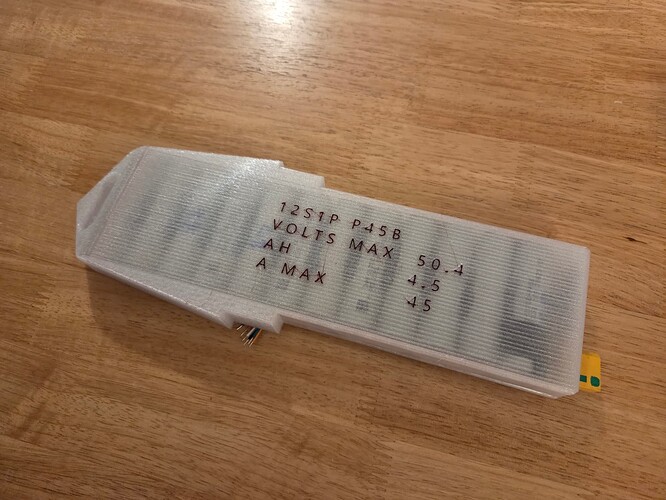 12S1P P45B
VOLTS MAX 50.4
AH 4.5
A MAX 45